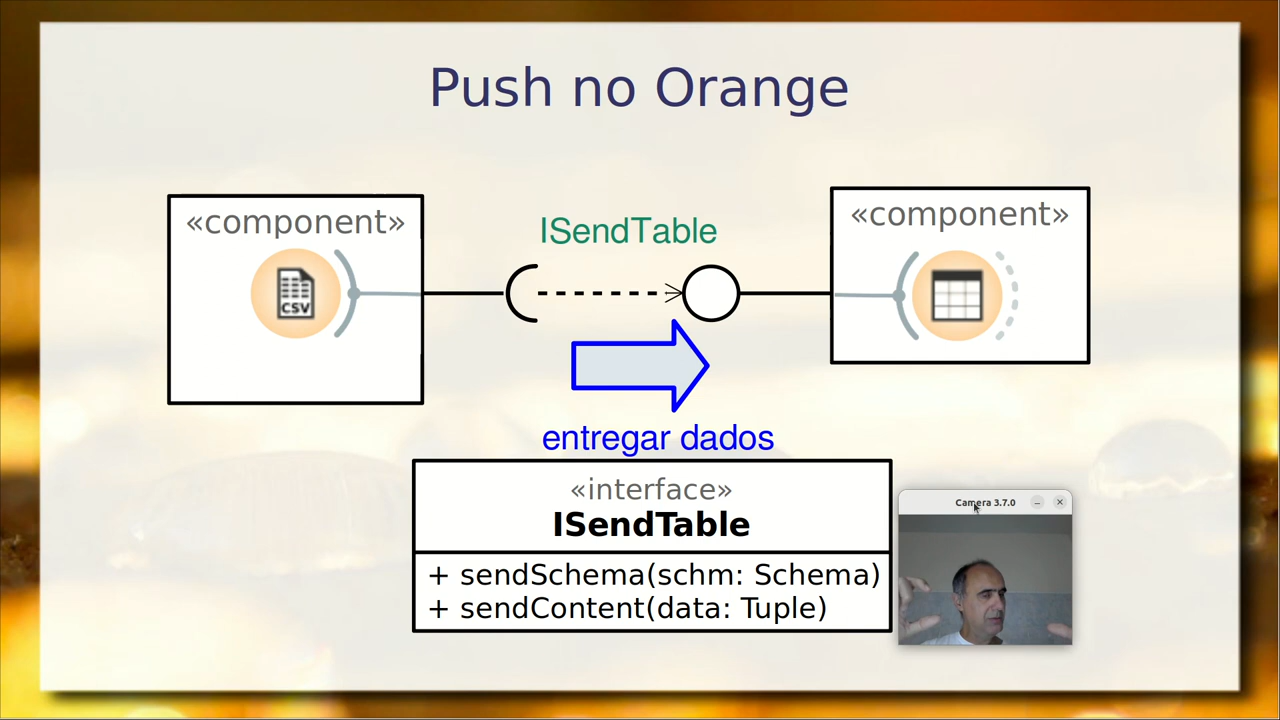 Push no Orange
«component»
CSV
ISendTable
«component»
entregar dados
«interface»
ISendTable
+ sendSchema(schm: Schema)
+ sendContent(data: Tuple)
Camera 3.7.0